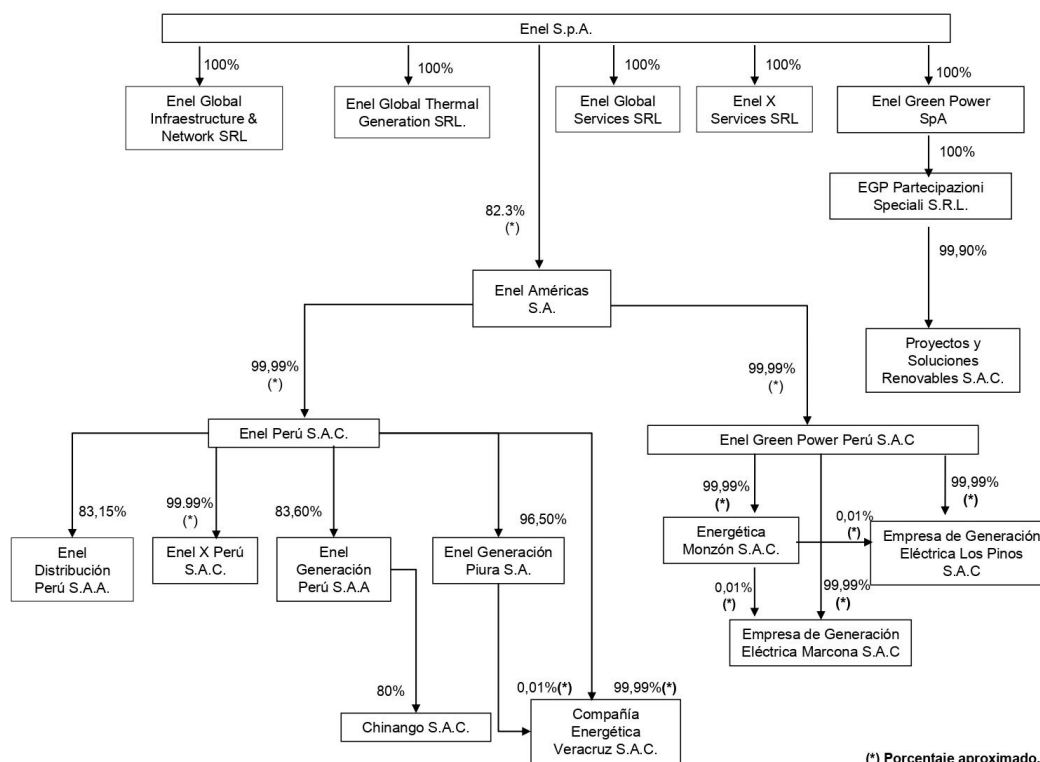 Enel S.p.A.
100%
100%
100%
100%
100%
Enel Global
Infraestructure &
Network SRL
Enel Global Thermal
Generation SRL.
Enel Global
Services SRL
Enel X
Services SRL
Enel Green Power
SpA
100%
EGP Partecipazioni
Speciali S.R.L.
82.3%
(*)
99,90%
Enel Américas
S.A.
Proyectos y
Soluciones
Renovables S.A.C.
99,99%
(*)
99,99%
(*)
Enel Perú S.A.C.
Enel Green Power Perú S.A.C
83,15%
99.99%
(*)
83,60%
96,50%
99,99%
(*)
99,99%
(*)
Enel
Distribución
Perú S.A.A.
Enel X Perú
S.A.C.
Enel
Generación
Perú S.A.A
Enel Generación
Piura S.A.
Energética
Monzón S.A.C.
0,01%
(*)
Empresa de Generación
Eléctrica Los Pinos
S.A.C
0,01%
(*)
99,99%
(*)
Empresa de Generación
Eléctrica Marcona S.A.C
80%
0,01%(*)
99,99%(*)
Chinango S.A.C.
Compañía
Energética
Veracruz S.A.C.
(*) Porcentaje aproximado.